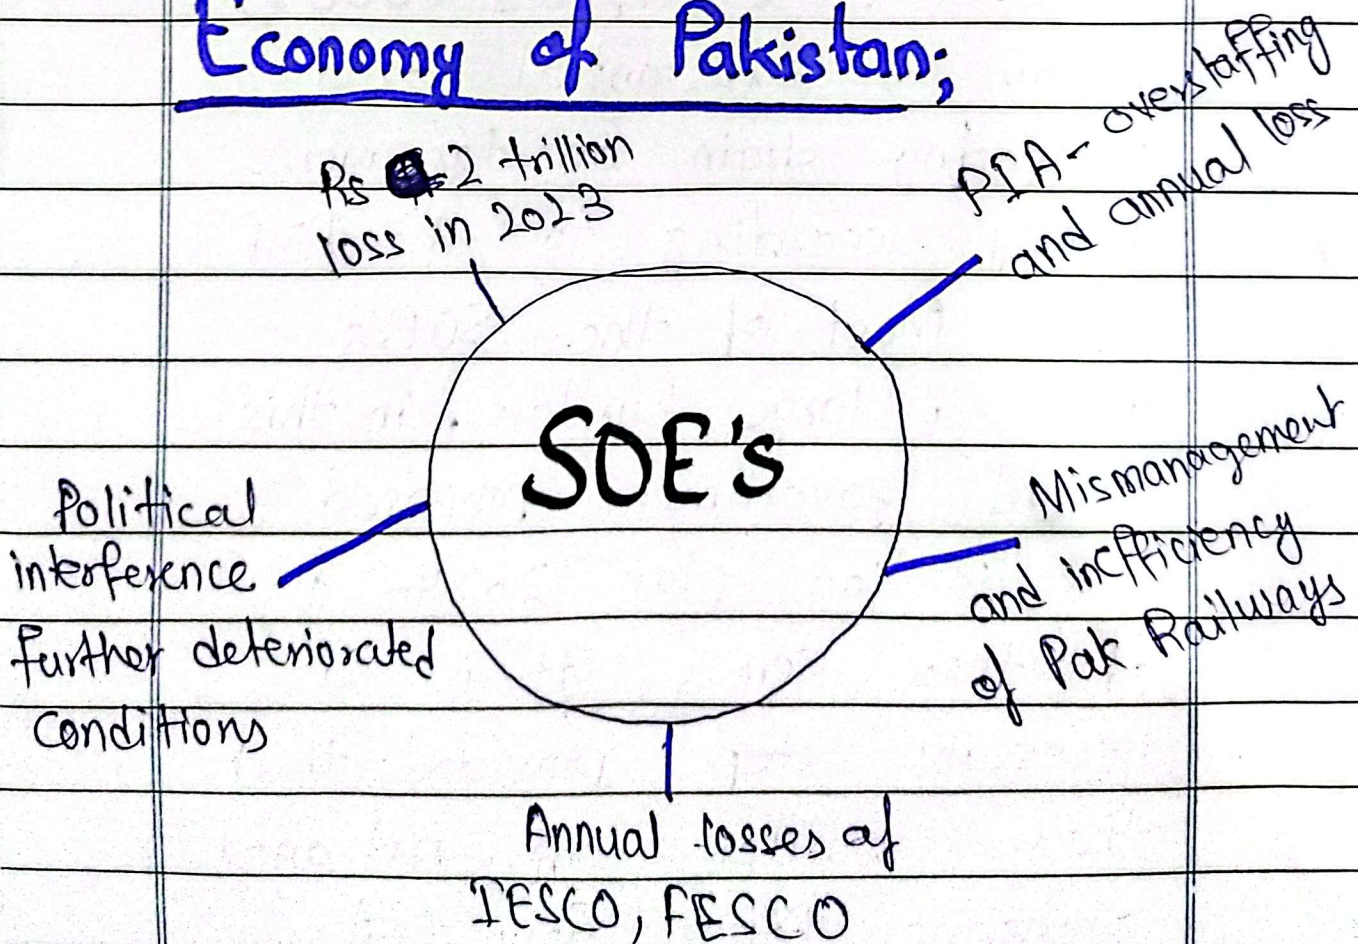 Economy of Pakistan;
Rs 2 trillion
loss in 2023
PIA- overstaffing
and annual loss
SOE's
Political
interference
further deteriorated
conditions
Mismanagement
and inefficiency
of Pak Railways
Annual losses of
IESCO, FESCO